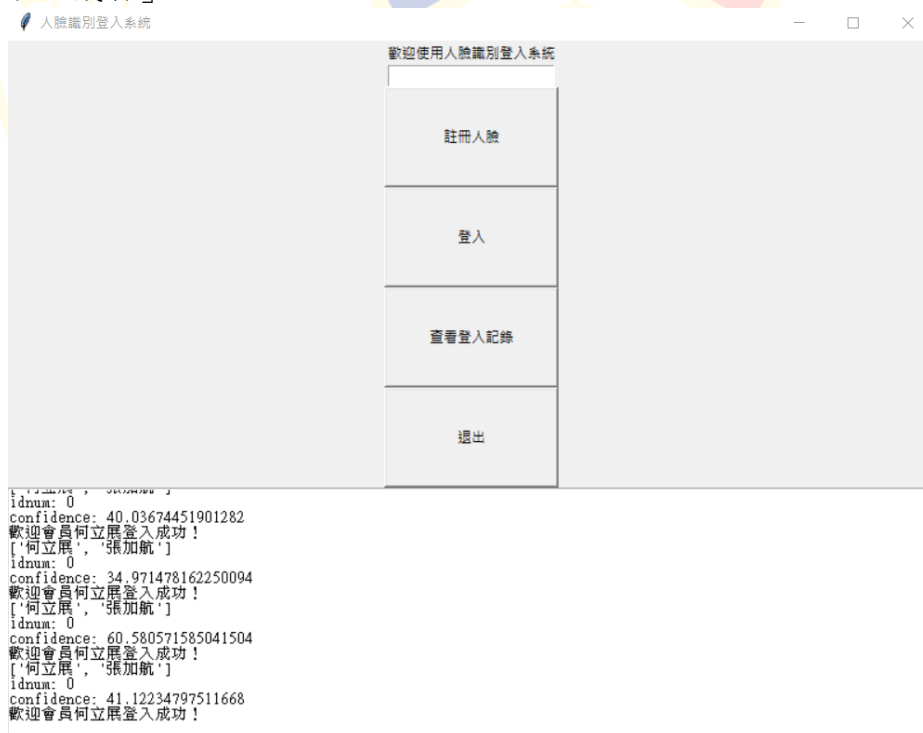 人臉識別登入系統
歡迎使用人臉識別登入系統
註冊人臉
登入
查看登入記錄
退出
idnum: 0
confidence: 40.03674451901282
歡迎會員何立展登入成功！
['何立展', '張加航']
idnum: 0
confidence: 34.971478162250094
歡迎會員何立展登入成功！
['何立展', '張加航']
idnum: 0
confidence: 60.580571585041504
歡迎會員何立展登入成功！
['何立展', '張加航']
idnum: 0
confidence: 41.12234797511668
歡迎會員何立展登入成功！